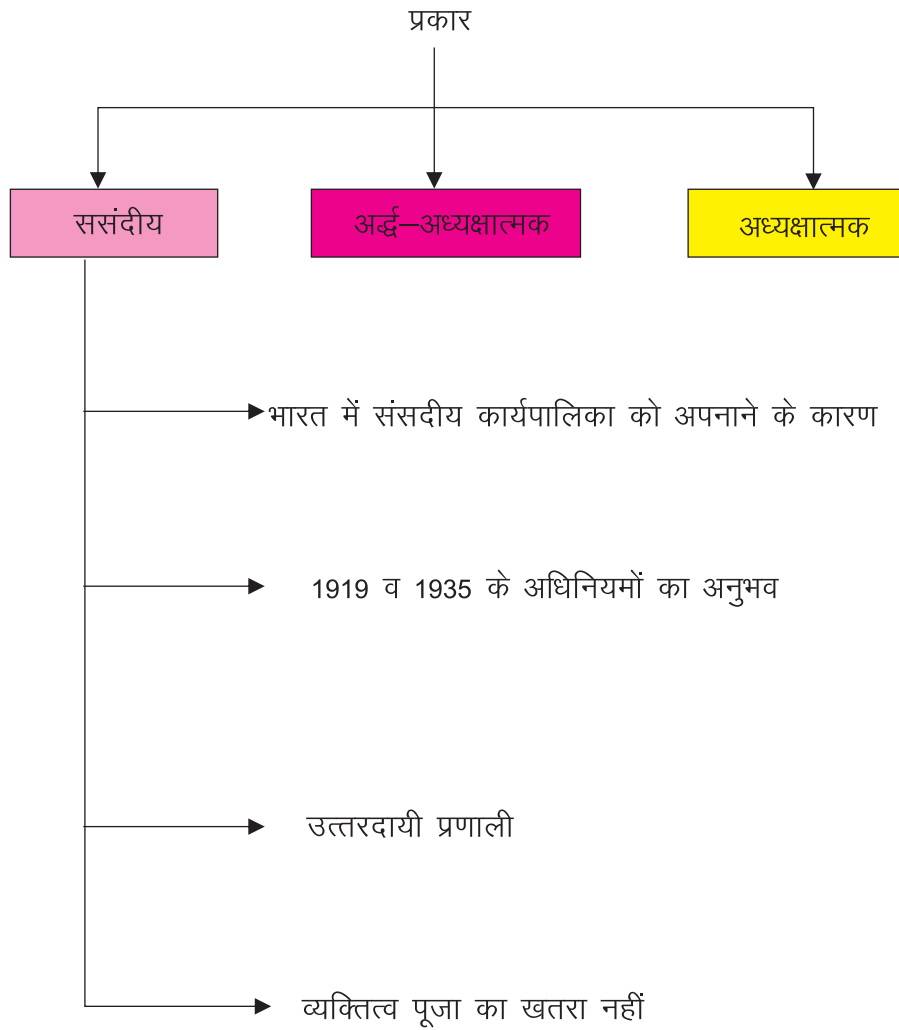 प्रकार
ससंदीय
अर्द्ध–अध्यक्षात्मक
अध्यक्षात्मक
भारत में संसदीय कार्यपालिका को अपनाने के कारण
1919 व 1935 के अधिनियमों का अनुभव
उत्तरदायी प्रणाली
व्यक्तित्व पूजा का खतरा नहीं